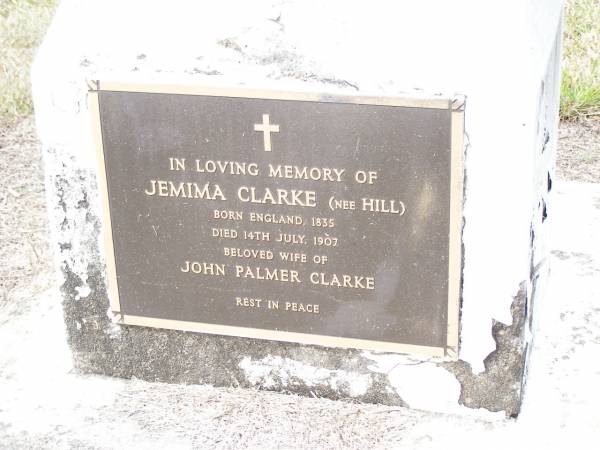 IN LOVING MEMORY OF
JEMIMA CLARKE (NEE HILL)
BORN ENGLAND, 1835
DIED 14TH JULY, 1907
BELOVED WIFE OF
JOHN PALMER CLARKE
REST IN PEACE